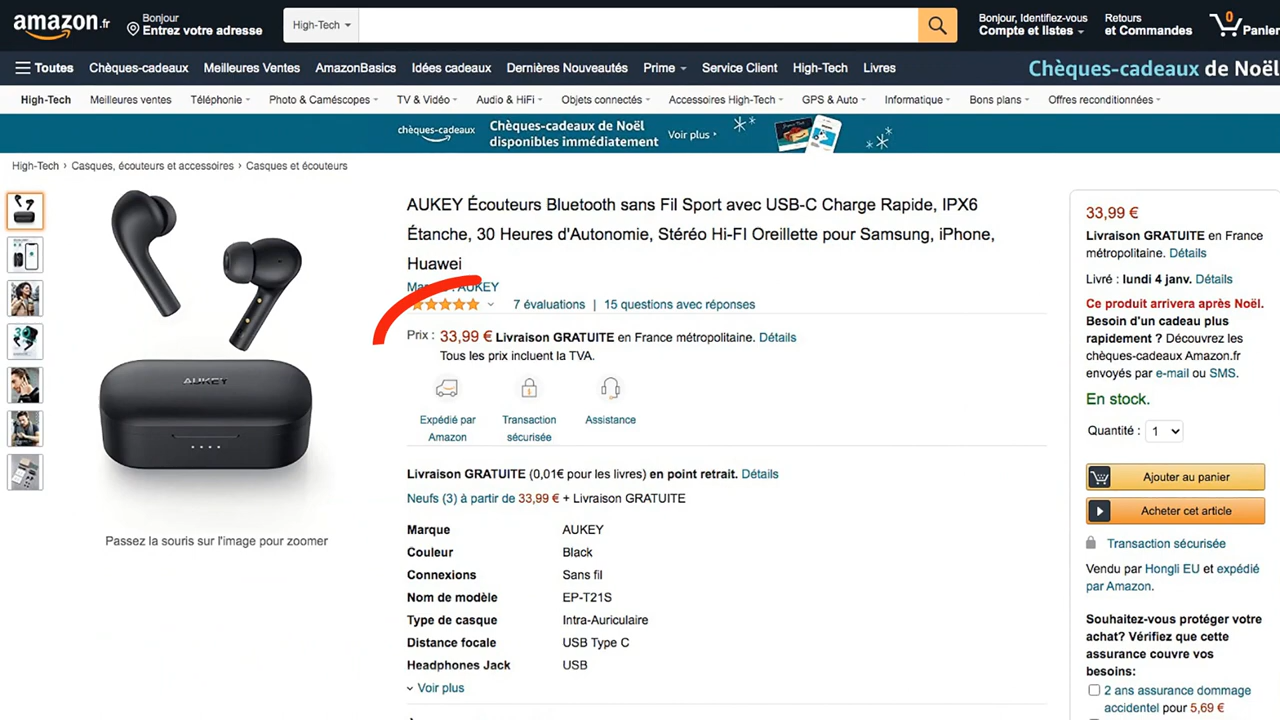 amazon.fr
Bonjour
Entrez votre adresse
High-Tech
Bonjour, Identifiez-vous
Compte et listes
Retours
et Commandes
0
Panier
Toutes
Chèques-cadeaux
Meilleures Ventes
AmazonBasics
Idées cadeaux
Dernières Nouveautés
Prime
Service Client
High-Tech
Livres
Chèques-cadeaux de Noël
High-Tech
Meilleures ventes
Téléphonie
Photo & Caméscopes
TV & Vidéo
Audio & HiFi
Objets connectés
Accessoires High-Tech
GPS & Auto
Informatique
Bons plans
Offres reconditionnées
chèques-cadeaux
Chèques-cadeaux de Noël
disponibles immédiatement
Voir plus ›
High-Tech › Casques, écouteurs et accessoires › Casques et écouteurs
AUKEY
Passez la souris sur l'image pour zoomer
AUKEY Écouteurs Bluetooth sans Fil Sport avec USB-C Charge Rapide, IPX6
Étanche, 30 Heures d'Autonomie, Stéréo Hi-FI Oreillette pour Samsung, iPhone,
Huawei
AUKEY
7 évaluations | 15 questions avec réponses
Prix : 33,99 € Livraison GRATUITE en France métropolitaine. Détails
Tous les prix incluent la TVA.
Expédié par
Amazon
Transaction
sécurisée
Assistance
Livraison GRATUITE (0,01€ pour les livres) en point retrait. Détails
Neufs (3) à partir de 33,99 € + Livraison GRATUITE
Marque AUKEY
Couleur Black
Connexions Sans fil
Nom de modèle EP-T21S
Type de casque Intra-Auriculaire
Distance focale USB Type C
Headphones Jack USB
Voir plus
33,99 €
Livraison GRATUITE en France
métropolitaine. Détails
Livré : lundi 4 janv. Détails
Ce produit arrivera après Noël.
Besoin d'un cadeau plus
rapidement ? Découvrez les
chèques-cadeaux Amazon.fr
envoyés par e-mail ou SMS.
En stock.
Quantité : 1
Ajouter au panier
Acheter cet article
Transaction sécurisée
Vendu par Hongli EU et expédié
par Amazon.
Souhaitez-vous protéger votre
achat? Vérifiez que cette
assurance couvre vos
besoins:
2 ans assurance dommage
accidentel pour 5,69 €